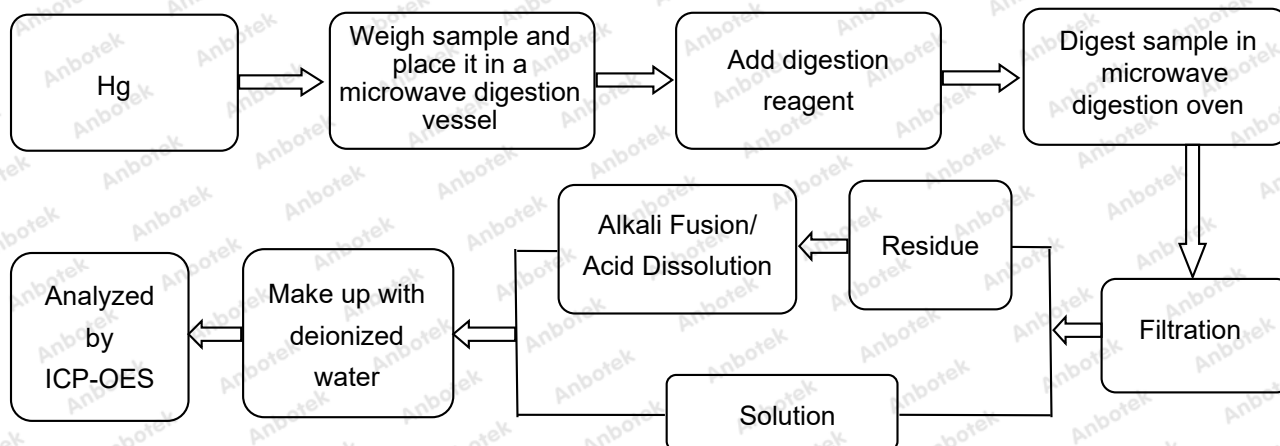 Hg
Weigh sample and
place it in a
microwave digestion
vessel
Add digestion
reagent
Digest sample in
microwave
digestion oven
Alkali Fusion/
Acid Dissolution
Residue
Filtration
Analyzed
by
ICP-OES
Make up with
deionized
water
Solution
Anbotek